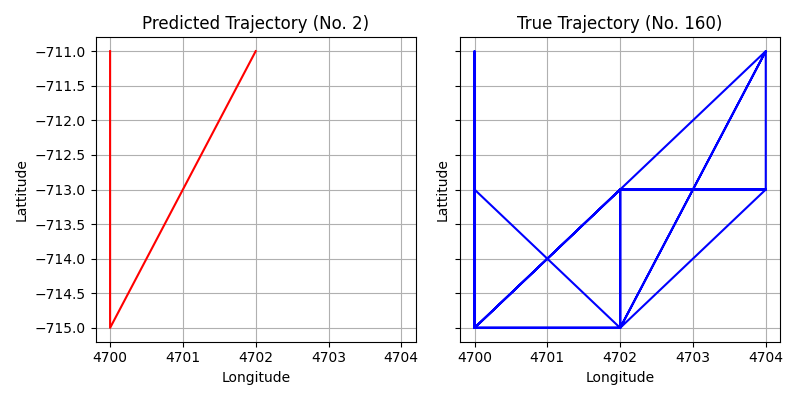 Predicted Trajectory (No. 2)
Lattitude
−711.0
−711.5
−712.0
−712.5
−713.0
−713.5
−714.0
−714.5
−715.0
4700 4701 4702 4703 4704
Longitude
True Trajectory (No. 160)
Lattitude
4700 4701 4702 4703 4704
Longitude